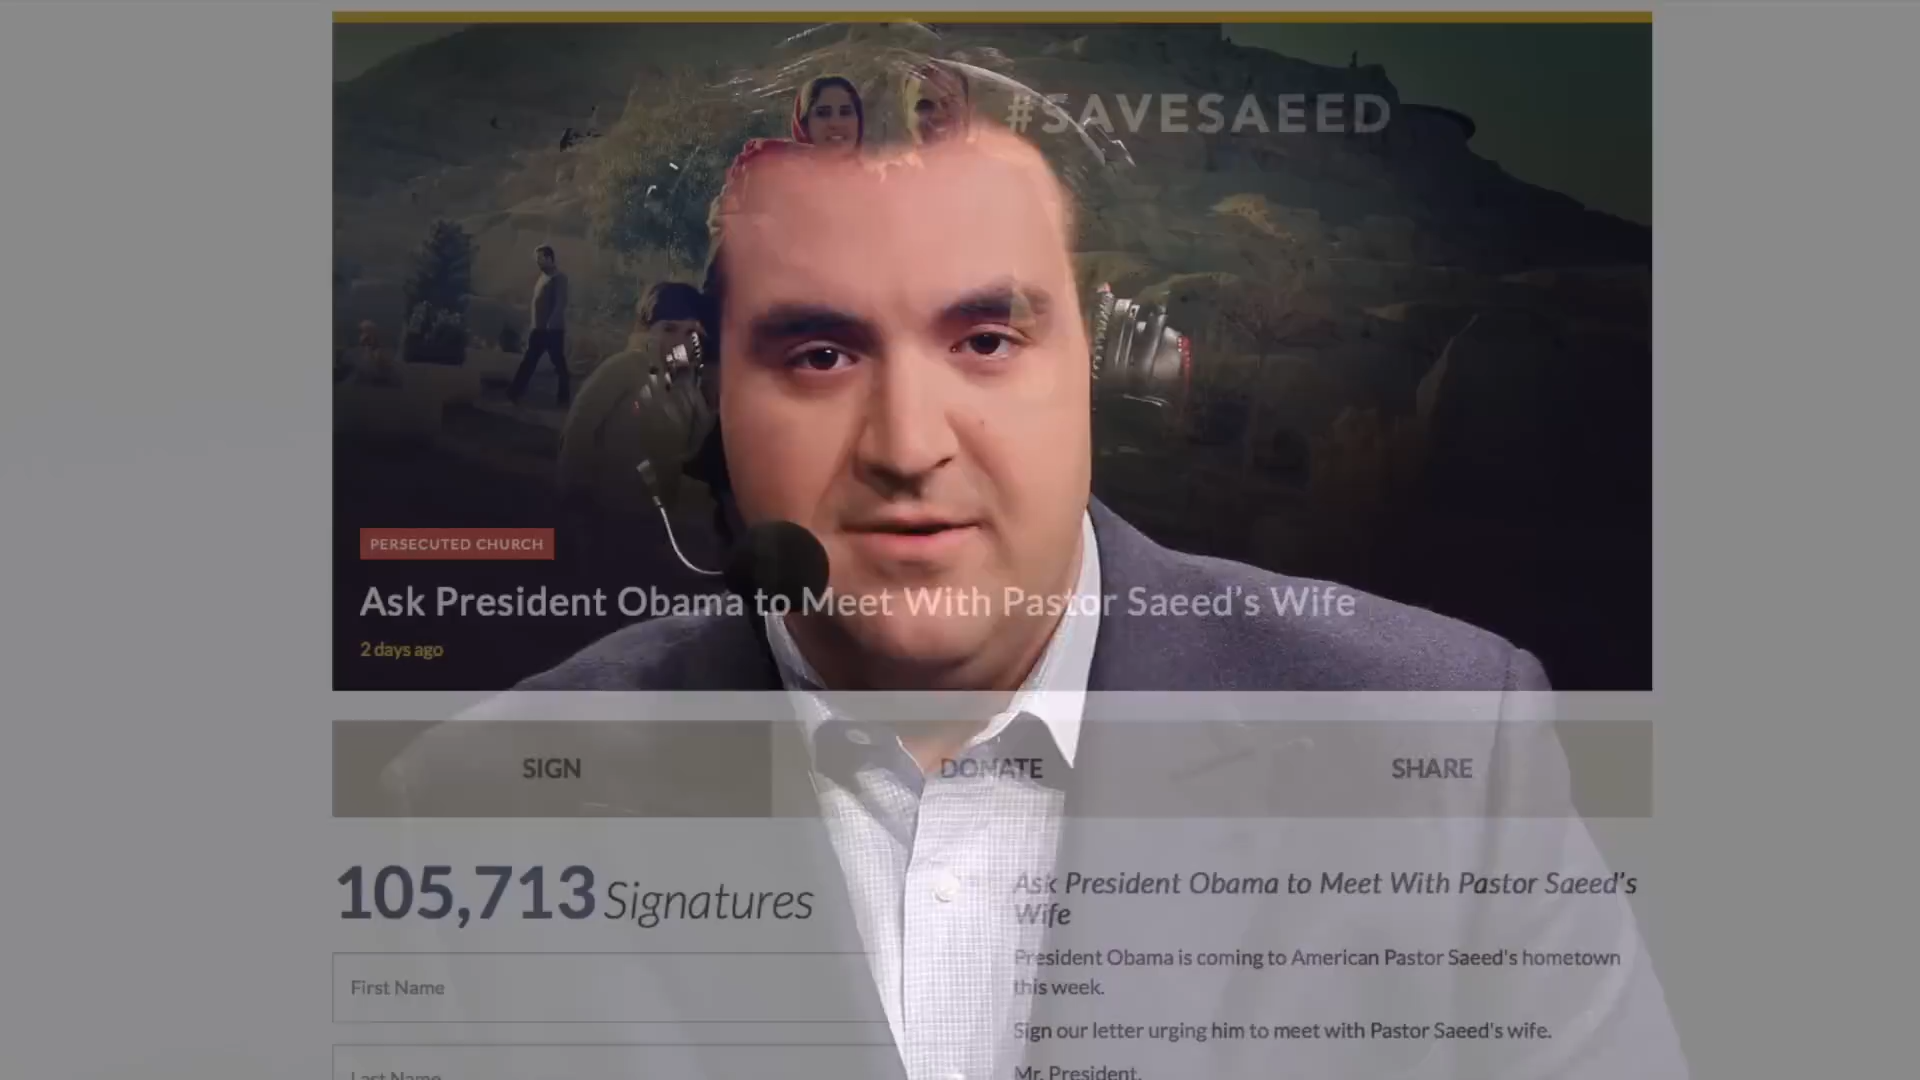 #SAVESAEED
PERSECUTED CHURCH
Ask President Obama to Meet With Pastor Saeed's Wife
2 days ago
SIGN
DONATE
SHARE
105,713 Signatures
First Name
Last Name
Ask President Obama to Meet With Pastor Saeed's
Wife
President Obama is coming to American Pastor Saeed's hometown
this week.
Sign our letter urging him to meet with Pastor Saeed's wife.
Mr. President,